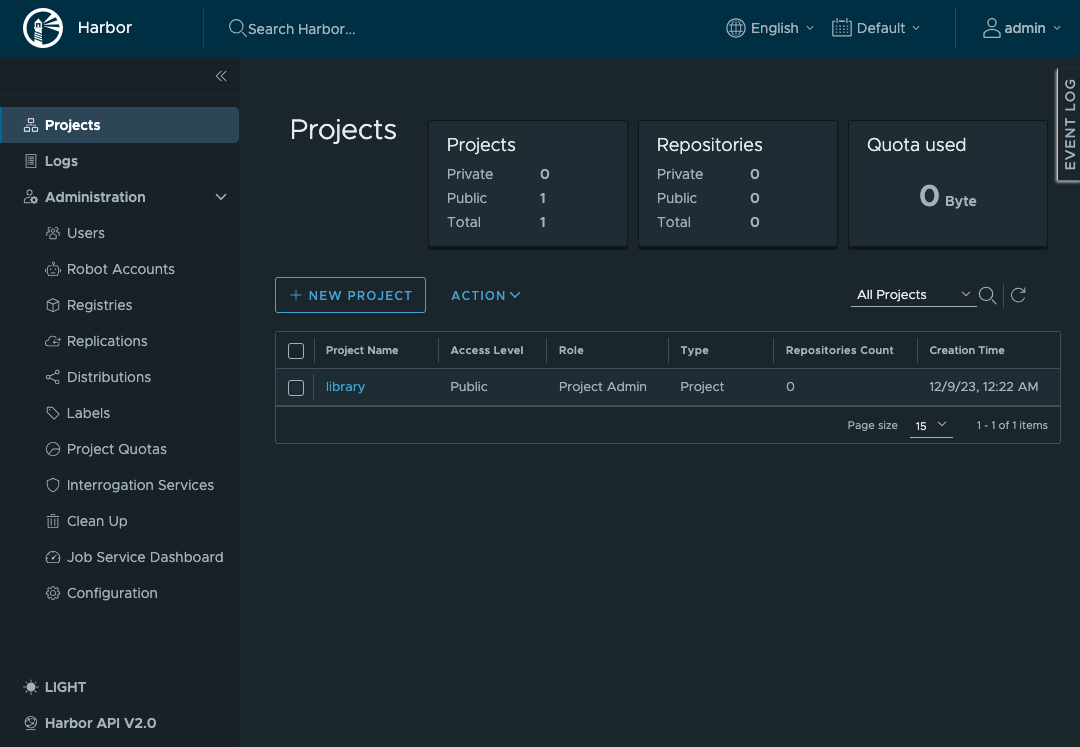 Harbor
Search Harbor...
English
Default
admin
EVENT LOG
Projects
Logs
Administration
Users
Robot Accounts
Registries
Replications
Distributions
Labels
Project Quotas
Interrogation Services
Clean Up
Job Service Dashboard
Configuration
LIGHT
Harbor API V2.0
Projects
Projects
Private 0
Public 1
Total 1
Repositories
Private 0
Public 0
Total 0
Quota used
0 Byte
+ NEW PROJECT
ACTION
All Projects
Project Name Access Level Role Type Repositories Count Creation Time
library Public Project Admin Project 0 12/9/23, 12:22 AM
Page size 15 1 - 1 of 1 items